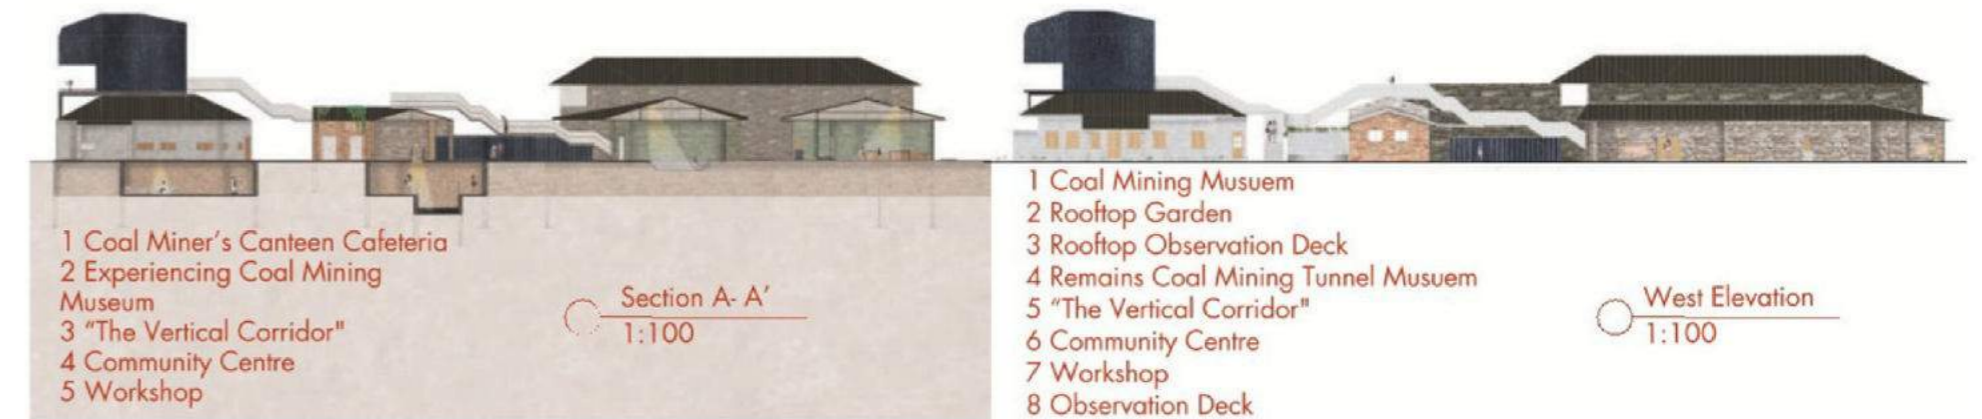 1 Coal Miner's Canteen Cafeteria
2 Experiencing Coal Mining
Museum
3 "The Vertical Corridor"
4 Community Centre
5 Workshop
Section A- A'
1:100
1 Coal Mining Musuem
2 Rooftop Garden
3 Rooftop Observation Deck
4 Remains Coal Mining Tunnel Musuem
5 "The Vertical Corridor"
6 Community Centre
7 Workshop
8 Observation Deck
West Elevation
1:100